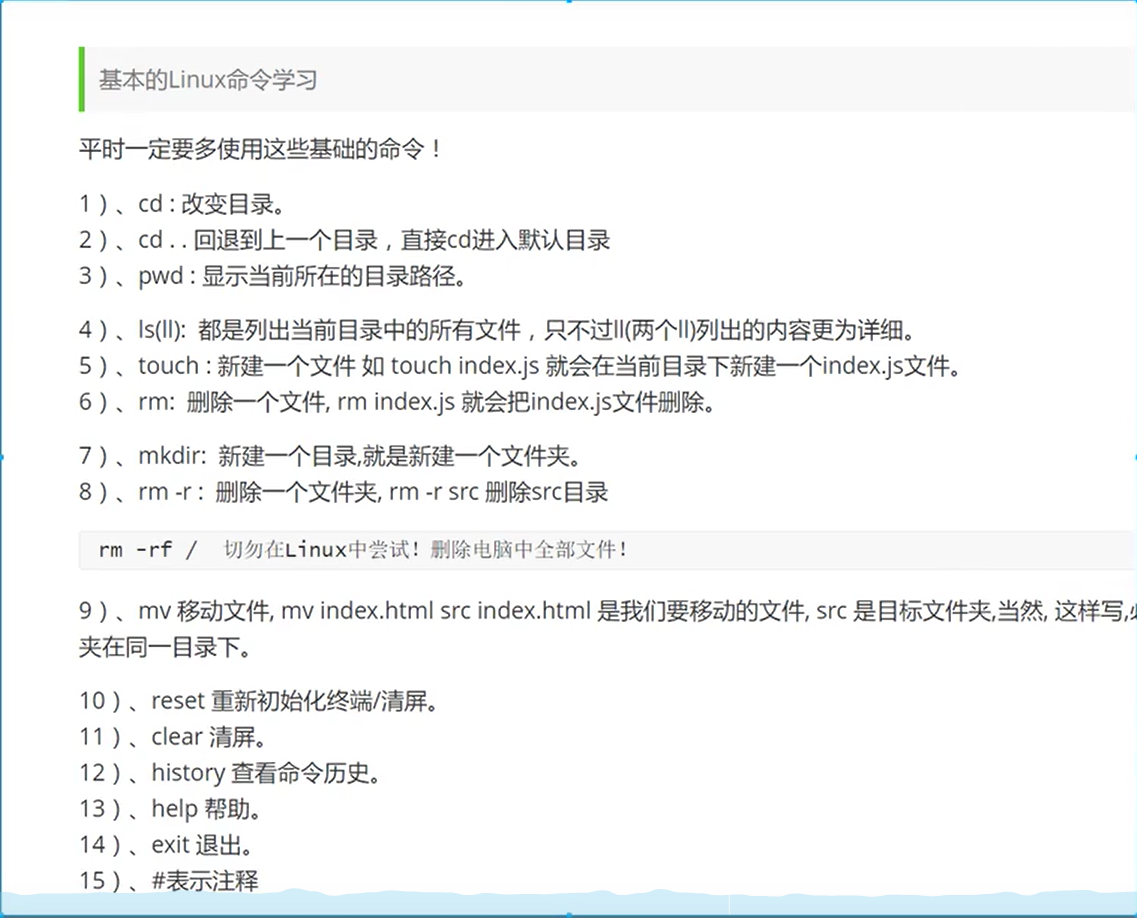 基本的Linux命令学习
平时一定要多使用这些基础的命令！
1）、cd : 改变目录。
2）、cd . . 回退到上一个目录，直接cd进入默认目录
3）、pwd : 显示当前所在的目录路径。
4）、ls(ll):  都是列出当前目录中的所有文件，只不过ll(两个ll)列出的内容更为详细。
5）、touch : 新建一个文件 如 touch index.js 就会在当前目录下新建一个index.js文件。
6）、rm:  删除一个文件, rm index.js 就会把index.js文件删除。
7）、mkdir:  新建一个目录,就是新建一个文件夹。
8）、rm -r :  删除一个文件夹, rm -r src 删除src目录
rm -rf /  切勿在Linux中尝试！删除电脑中全部文件！
9）、mv 移动文件, mv index.html src index.html 是我们要移动的文件, src 是目标文件夹,当然, 这样写,
夹在同一目录下。
10）、reset 重新初始化终端/清屏。
11）、clear 清屏。
12）、history 查看命令历史。
13）、help 帮助。
14）、exit 退出。
15）、#表示注释